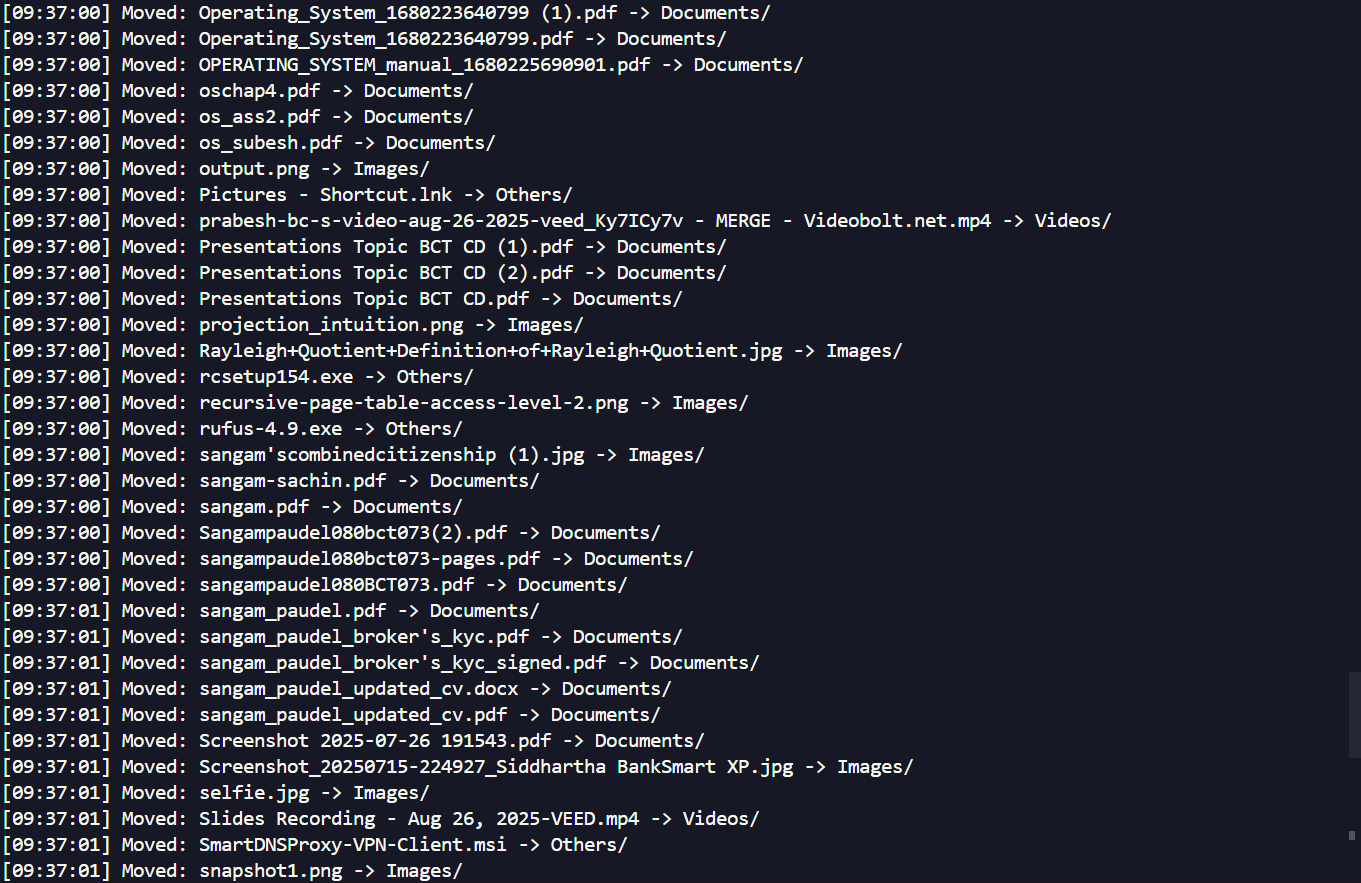 [09:37:00] Moved: Operating_System_1680223640799 (1).pdf -> Documents/
[09:37:00] Moved: Operating_System_1680223640799.pdf -> Documents/
[09:37:00] Moved: OPERATING_SYSTEM_manual_1680225690901.pdf -> Documents/
[09:37:00] Moved: oschap4.pdf -> Documents/
[09:37:00] Moved: os_ass2.pdf -> Documents/
[09:37:00] Moved: os_subesh.pdf -> Documents/
[09:37:00] Moved: output.png -> Images/
[09:37:00] Moved: Pictures - Shortcut.lnk -> Others/
[09:37:00] Moved: prabesh-bc-s-video-aug-26-2025-veed_Ky7ICy7v - MERGE - Videobolt.net.mp4 -> Videos/
[09:37:00] Moved: Presentations Topic BCT CD (1).pdf -> Documents/
[09:37:00] Moved: Presentations Topic BCT CD (2).pdf -> Documents/
[09:37:00] Moved: Presentations Topic BCT CD.pdf -> Documents/
[09:37:00] Moved: projection_intuition.png -> Images/
[09:37:00] Moved: Rayleigh+Quotient+Definition+of+Rayleigh+Quotient.jpg -> Images/
[09:37:00] Moved: rcsetup154.exe -> Others/
[09:37:00] Moved: recursive-page-table-access-level-2.png -> Images/
[09:37:00] Moved: rufus-4.9.exe -> Others/
[09:37:00] Moved: sangam'scombinedcitizenship (1).jpg -> Images/
[09:37:00] Moved: sangam-sachin.pdf -> Documents/
[09:37:00] Moved: sangam.pdf -> Documents/
[09:37:00] Moved: Sangampaudel080bct073(2).pdf -> Documents/
[09:37:00] Moved: sangampaudel080bct073-pages.pdf -> Documents/
[09:37:00] Moved: sangampaudel080BCT073.pdf -> Documents/
[09:37:01] Moved: sangam_paudel.pdf -> Documents/
[09:37:01] Moved: sangam_paudel_broker's_kyc.pdf -> Documents/
[09:37:01] Moved: sangam_paudel_broker's_kyc_signed.pdf -> Documents/
[09:37:01] Moved: sangam_paudel_updated_cv.docx -> Documents/
[09:37:01] Moved: sangam_paudel_updated_cv.pdf -> Documents/
[09:37:01] Moved: Screenshot 2025-07-26 191543.pdf -> Documents/
[09:37:01] Moved: Screenshot_20250715-224927_Siddhartha BankSmart XP.jpg -> Images/
[09:37:01] Moved: selfie.jpg -> Images/
[09:37:01] Moved: Slides Recording - Aug 26, 2025-VEED.mp4 -> Videos/
[09:37:01] Moved: SmartDNSProxy-VPN-Client.msi -> Others/
[09:37:01] Moved: snapshot1.png -> Images/